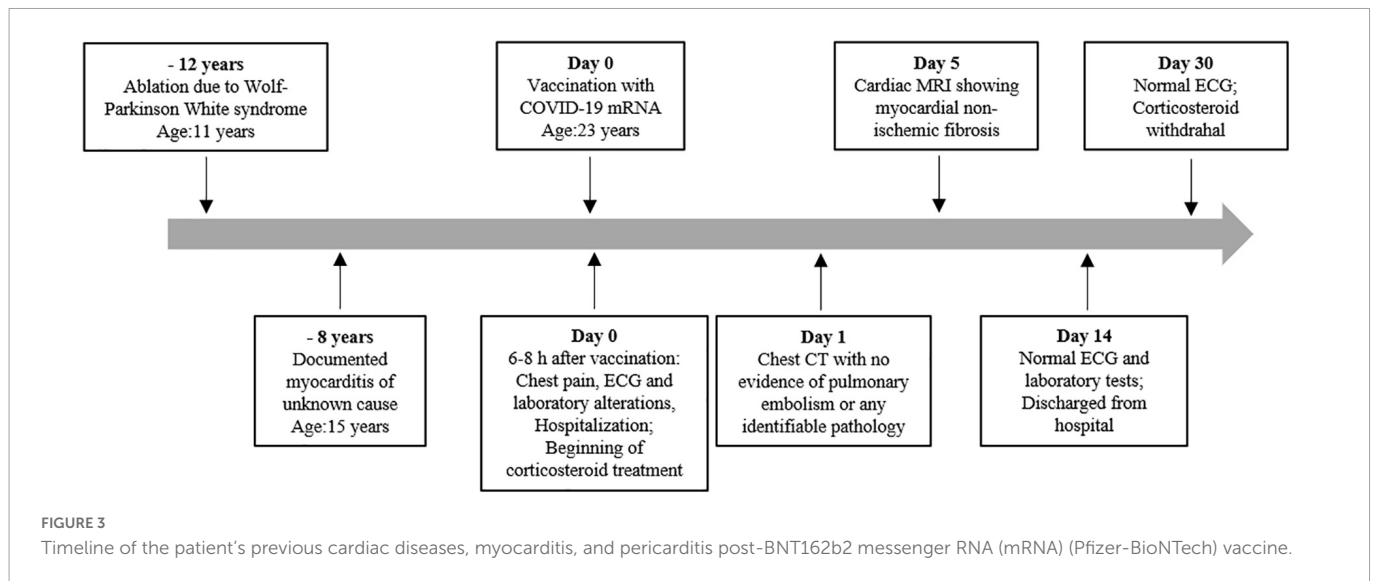 - 12 years
Ablation due to Wolf-
Parkinson White syndrome
Age:11 years
Day 0
Vaccination with
COVID-19 mRNA
Age:23 years
Day 5
Cardiac MRI showing
myocardial non-
ischemic fibrosis
Day 30
Normal ECG;
Corticosteroid
withdrahal
- 8 years
Documented
myocarditis of
unknown cause
Age:15 years
Day 0
6-8 h after vaccination:
Chest pain, ECG and
laboratory alterations,
Hospitalization;
Beginning of
corticosteroid treatment
Day 1
Chest CT with no
evidence of pulmonary
embolism or any
identifiable pathology
Day 14
Normal ECG and
laboratory tests;
Discharged from
hospital
FIGURE 3
Timeline of the patient's previous cardiac diseases, myocarditis, and pericarditis post-BNT162b2 messenger RNA (mRNA) (Pfizer-BioNTech) vaccine.